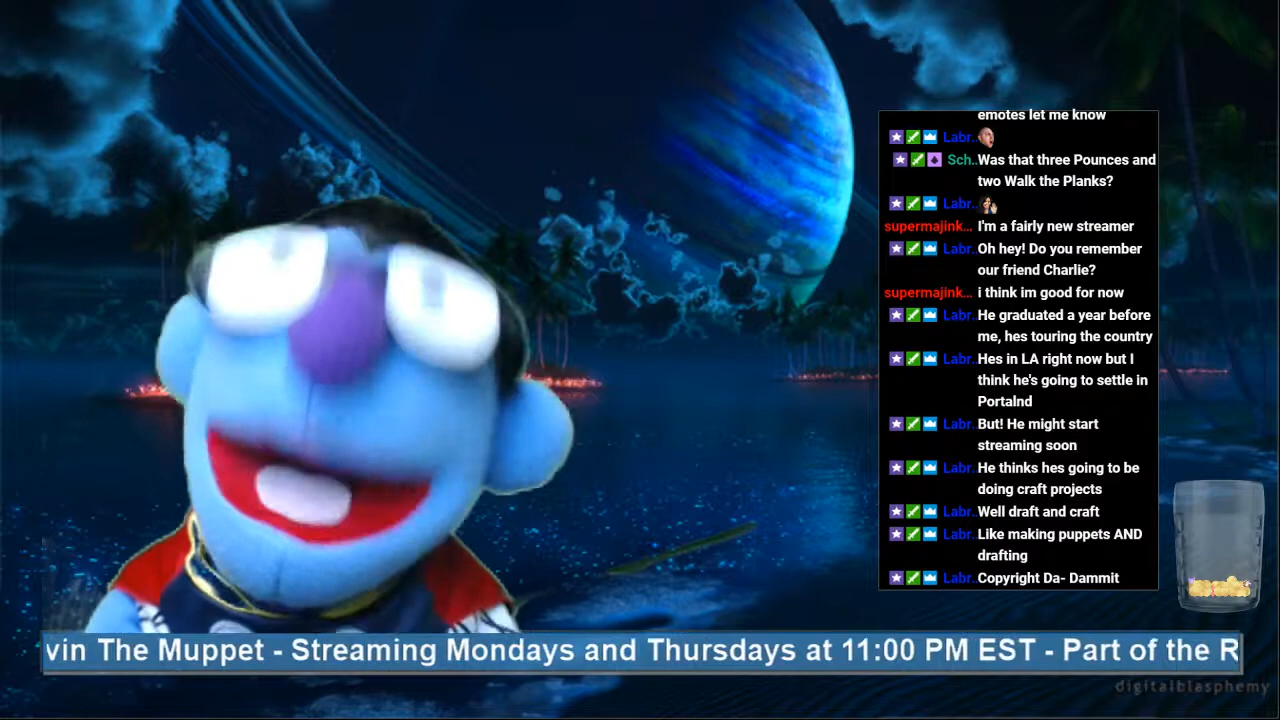 emotes let me know
Labr..
Sch.. Was that three Pounces and
two Walk the Planks?
Labr..
supermajink... I'm a fairly new streamer
Labr.. Oh hey! Do you remember
our friend Charlie?
supermajink... i think im good for now
Labr.. He graduated a year before
me, hes touring the country
Labr.. Hes in LA right now but I
think he's going to settle in
Portalnd
Labr.. But! He might start
streaming soon
Labr.. He thinks hes going to be
doing craft projects
Labr.. Well draft and craft
Labr.. Like making puppets AND
drafting
Labr.. Copyright Da- Dammit
vin The Muppet - Streaming Mondays and Thursdays at 11:00 PM EST - Part of the R
digitalblasphemy